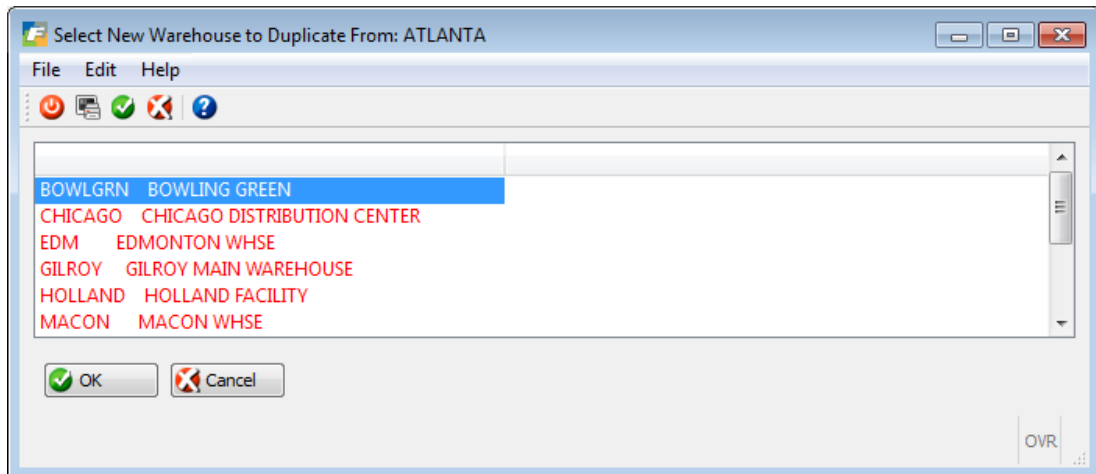 Select New Warehouse to Duplicate From: ATLANTA
File Edit Help
BOWLGRN BOWLING GREEN
CHICAGO CHICAGO DISTRIBUTION CENTER
EDM EDMONTON WHSE
GILROY GILROY MAIN WAREHOUSE
HOLLAND HOLLAND FACILITY
MACON MACON WHSE
OK Cancel
OVR